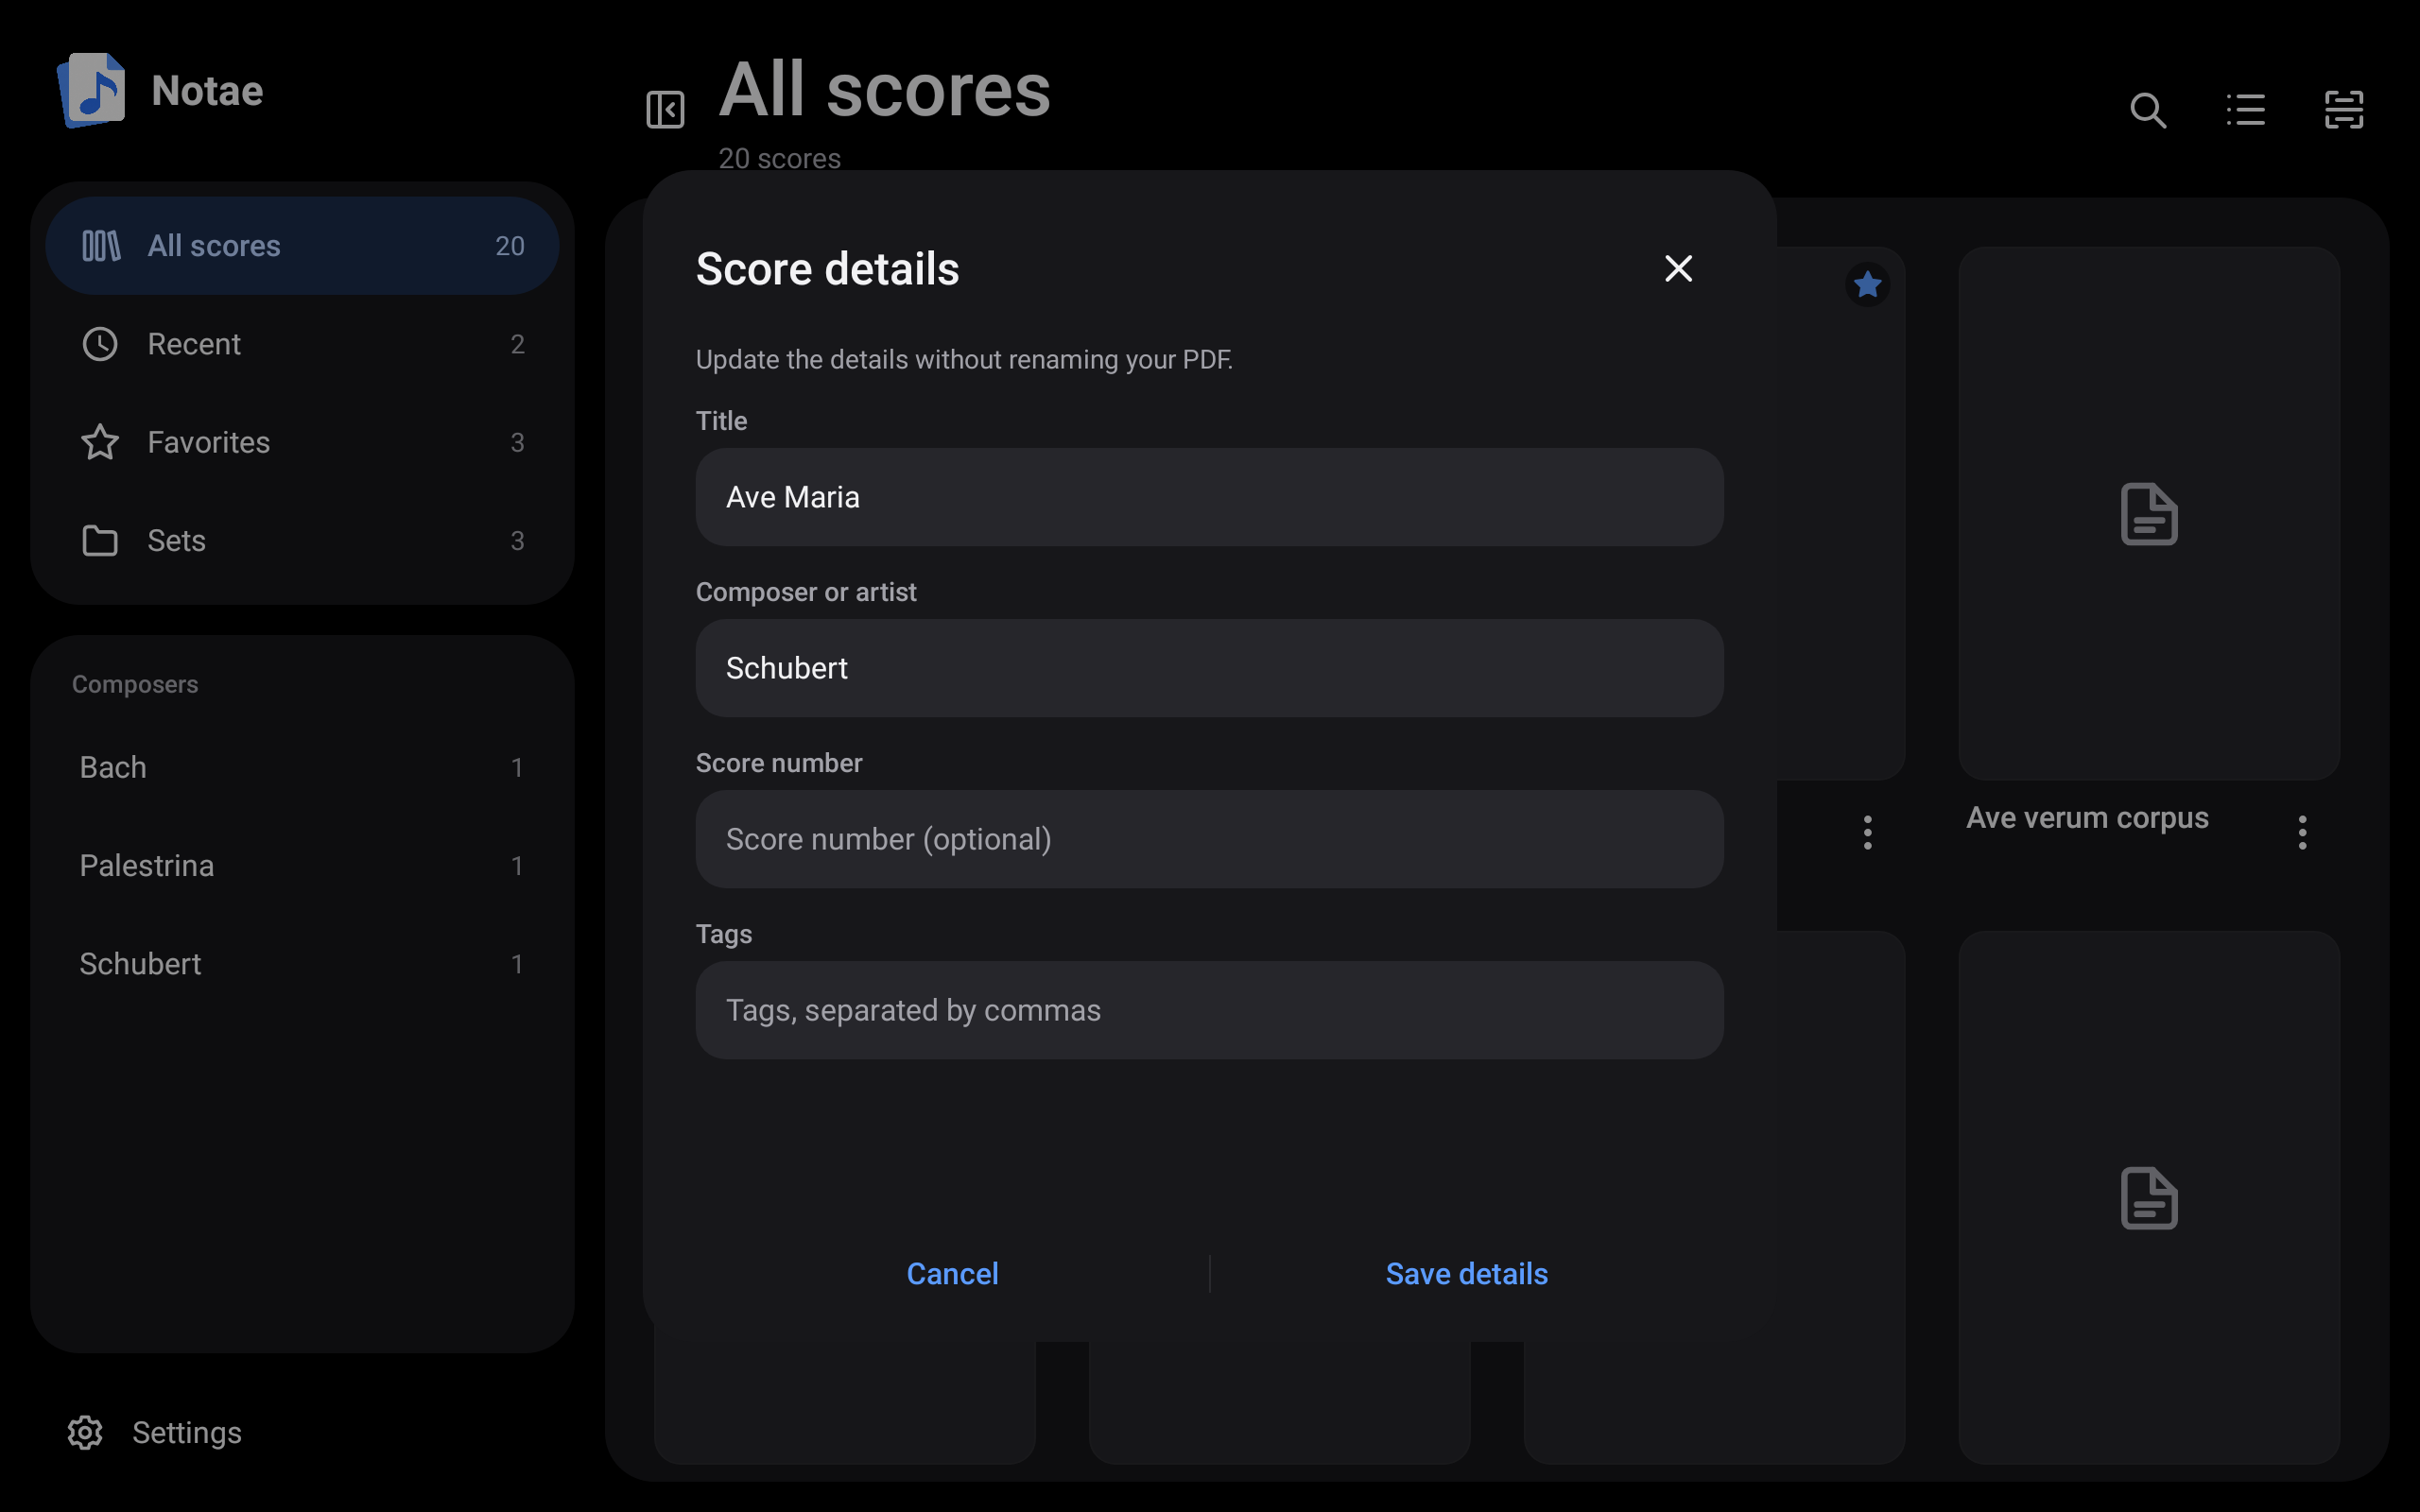 Notae
All scores
20 scores
All scores 20
Recent 2
Favorites 3
Sets 3
Composers
Bach 1
Palestrina 1
Schubert 1
Settings
Score details
Update the details without renaming your PDF.
Title
Ave Maria
Composer or artist
Schubert
Score number
Score number (optional)
Tags
Tags, separated by commas
Cancel
Save details
Ave verum corpus